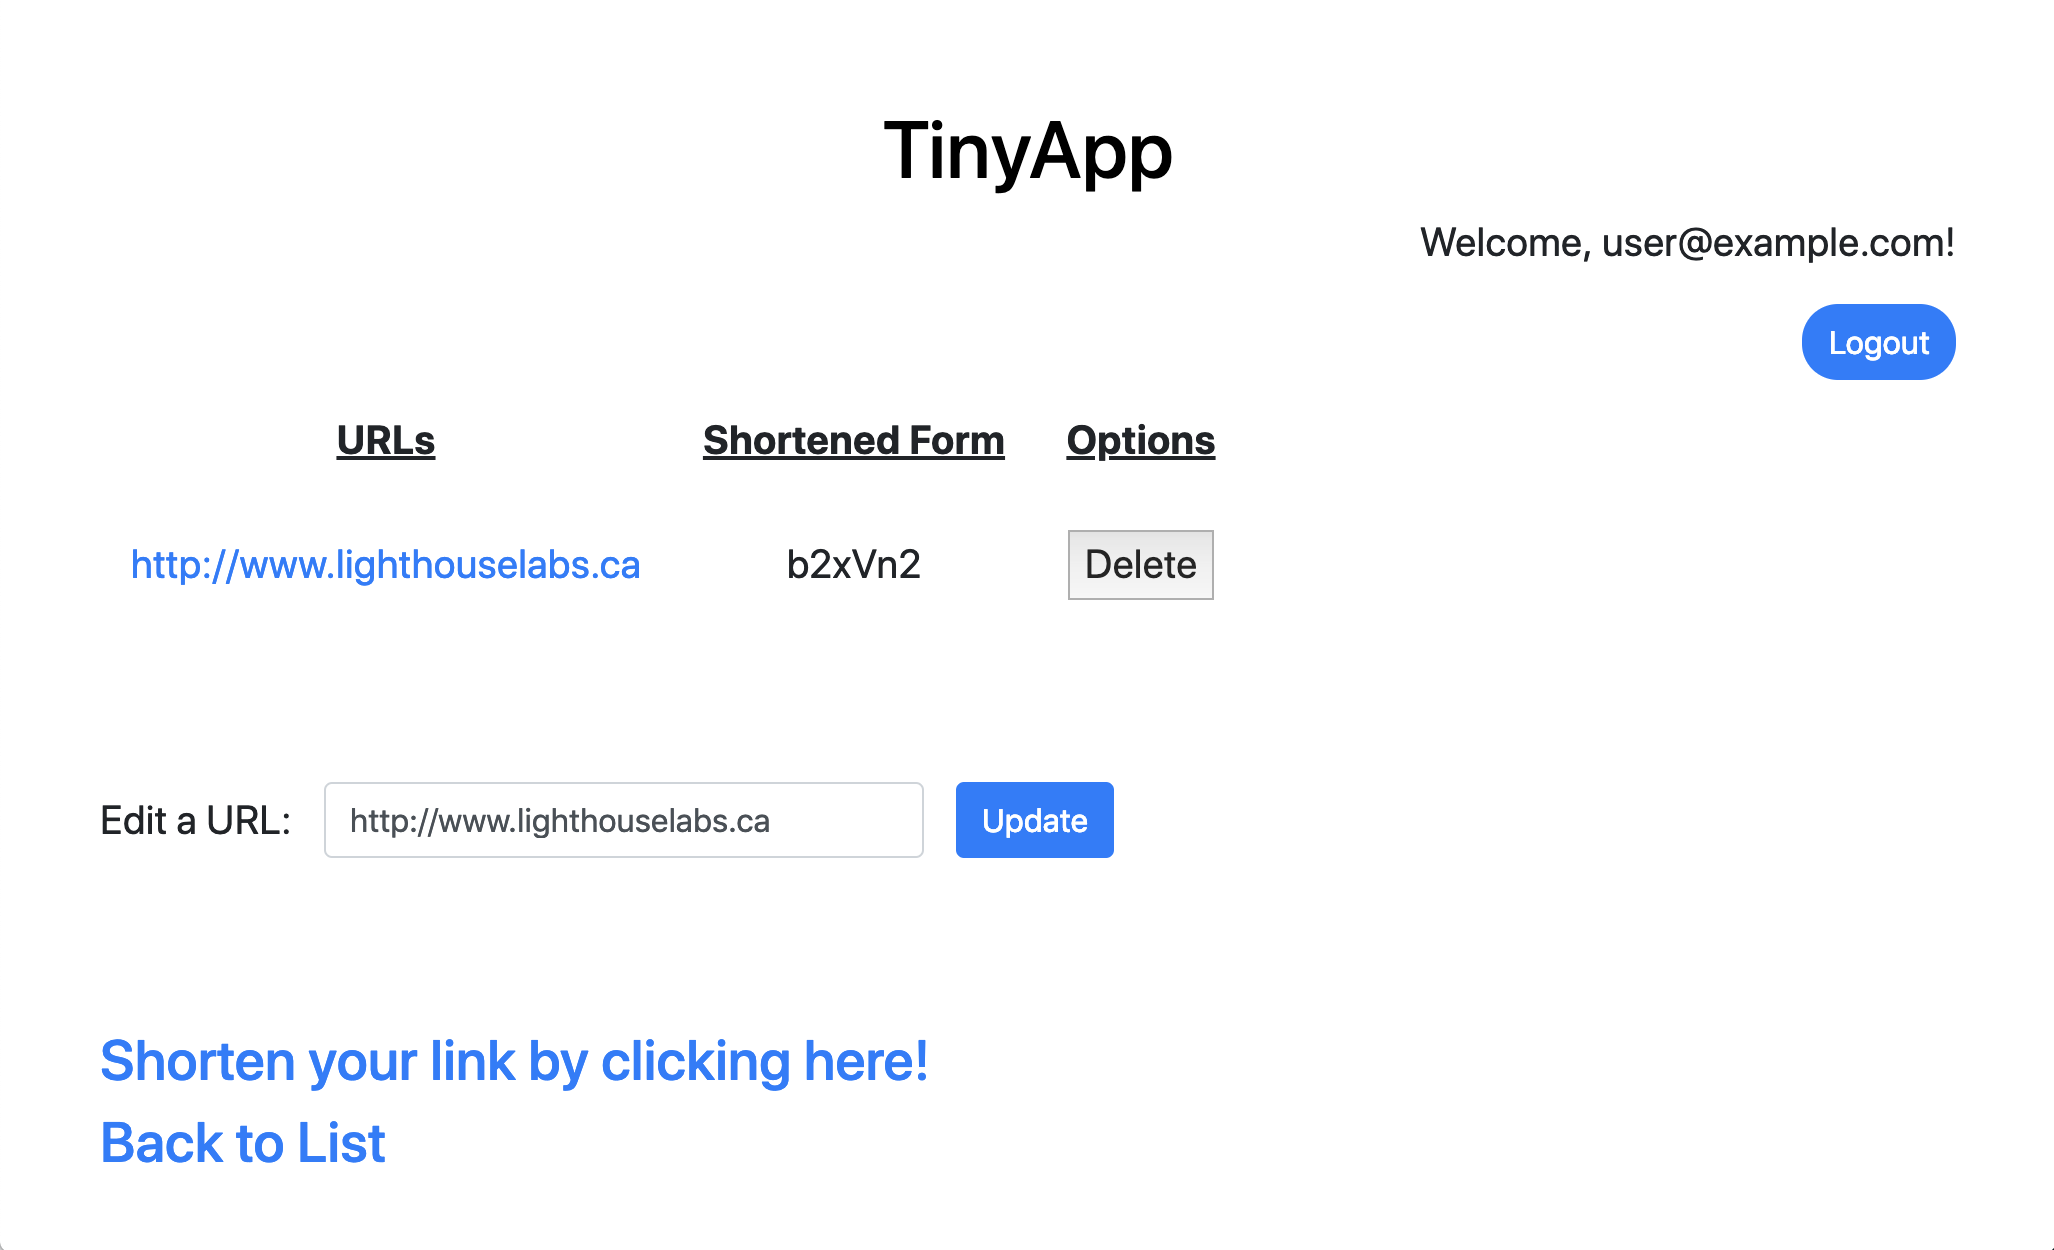 TinyApp
Welcome, user@example.com!
Logout
URLs Shortened Form Options
http://www.lighthouselabs.ca b2xVn2 Delete
Edit a URL: http://www.lighthouselabs.ca Update
Shorten your link by clicking here!
Back to List